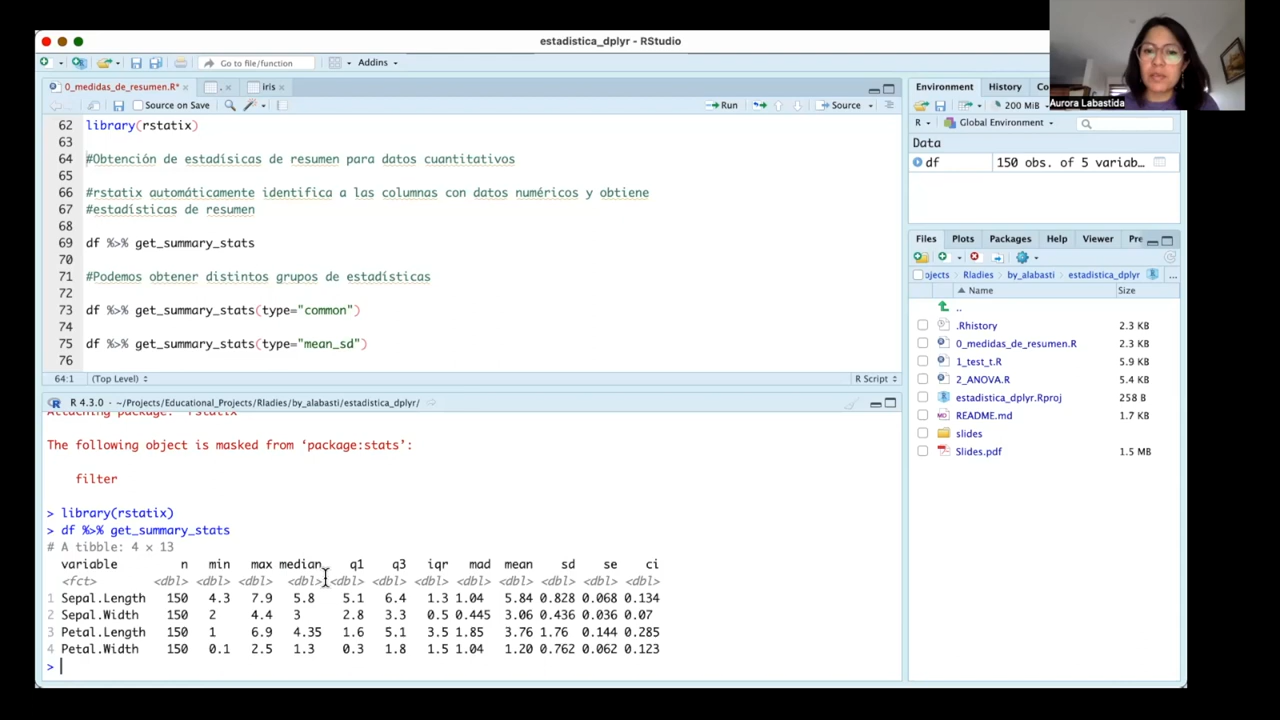 estadistica_dplyr - RStudio
Go to file/function
Addins
0_medidas_de_resumen.R* × . × iris ×
Source on Save
Run
Source
62 library(rstatix)
63
64 #Obtención de estadísicas de resumen para datos cuantitativos
65
66 #rstatix automáticamente identifica a las columnas con datos numéricos y obtiene
67 #estadísticas de resumen
68
69 df %>% get_summary_stats
70
71 #Podemos obtener distintos grupos de estadísticas
72
73 df %>% get_summary_stats(type="common")
74
75 df %>% get_summary_stats(type="mean_sd")
76
64:1 (Top Level) R Script
R 4.3.0 · ~/Projects/Educational_Projects/Rladies/by_alabasti/estadistica_dplyr/
The following object is masked from ‘package:stats’:
filter
> library(rstatix)
> df %>% get_summary_stats
# A tibble: 4 × 13
variable n min max median q1 q3 iqr mad mean sd se ci
<fct> <dbl> <dbl> <dbl> <dbl> <dbl> <dbl> <dbl> <dbl> <dbl> <dbl> <dbl> <dbl>
1 Sepal.Length 150 4.3 7.9 5.8 5.1 6.4 1.3 1.04 5.84 0.828 0.068 0.134
2 Sepal.Width 150 2 4.4 3 2.8 3.3 0.5 0.445 3.06 0.436 0.036 0.07
3 Petal.Length 150 1 6.9 4.35 1.6 5.1 3.5 1.85 3.76 1.76 0.144 0.285
4 Petal.Width 150 0.1 2.5 1.3 0.3 1.8 1.5 1.04 1.20 0.762 0.062 0.123
>
Aurora Labastida
Environment History Co
200 MiB
R Global Environment
Data
df 150 obs. of 5 variab…
Files Plots Packages Help Viewer Pre
ojects Rladies by_alabasti estadistica_dplyr ...
Name Size
..
.Rhistory 2.3 KB
0_medidas_de_resumen.R 2.3 KB
1_test_t.R 5.9 KB
2_ANOVA.R 5.4 KB
estadistica_dplyr.Rproj 258 B
README.md 1.7 KB
slides
Slides.pdf 1.5 MB